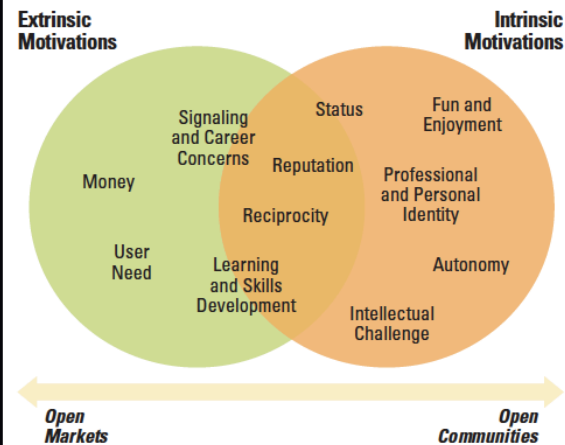 Extrinsic
Motivations
Intrinsic
Motivations
Signaling
and Career
Concerns
Status
Fun and
Enjoyment
Money
Reputation
Professional
and Personal
Identity
Reciprocity
User
Need
Learning
and Skills
Development
Autonomy
Intellectual
Challenge
Open
Markets
Open
Communities